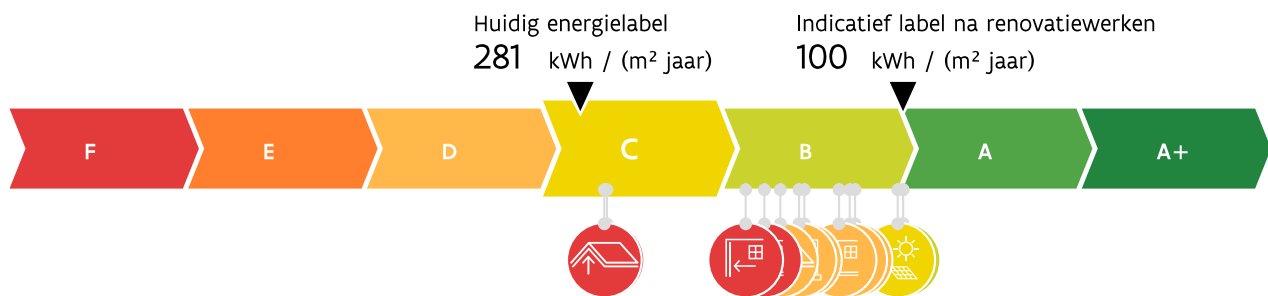 Huidig energielabel
281 kWh / (m² jaar)
Indicatief label na renovatiewerken
100 kWh / (m² jaar)
F E D C B A A+